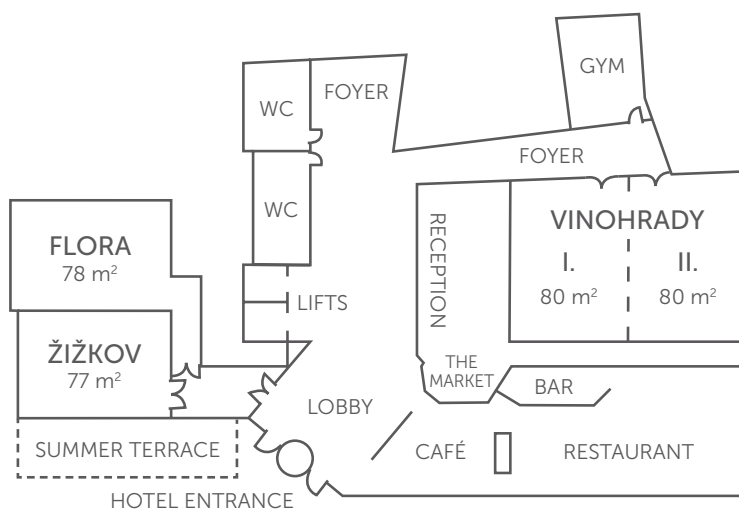 GYM
FOYER
WC
FOYER
WC
RECEPTION
VINOHRADY
I.
II.
80 m²
80 m²
FLORA
78 m²
LIFTS
ŽIŽKOV
77 m²
THE
MARKET
BAR
LOBBY
SUMMER TERRACE
CAFÉ
RESTAURANT
HOTEL ENTRANCE